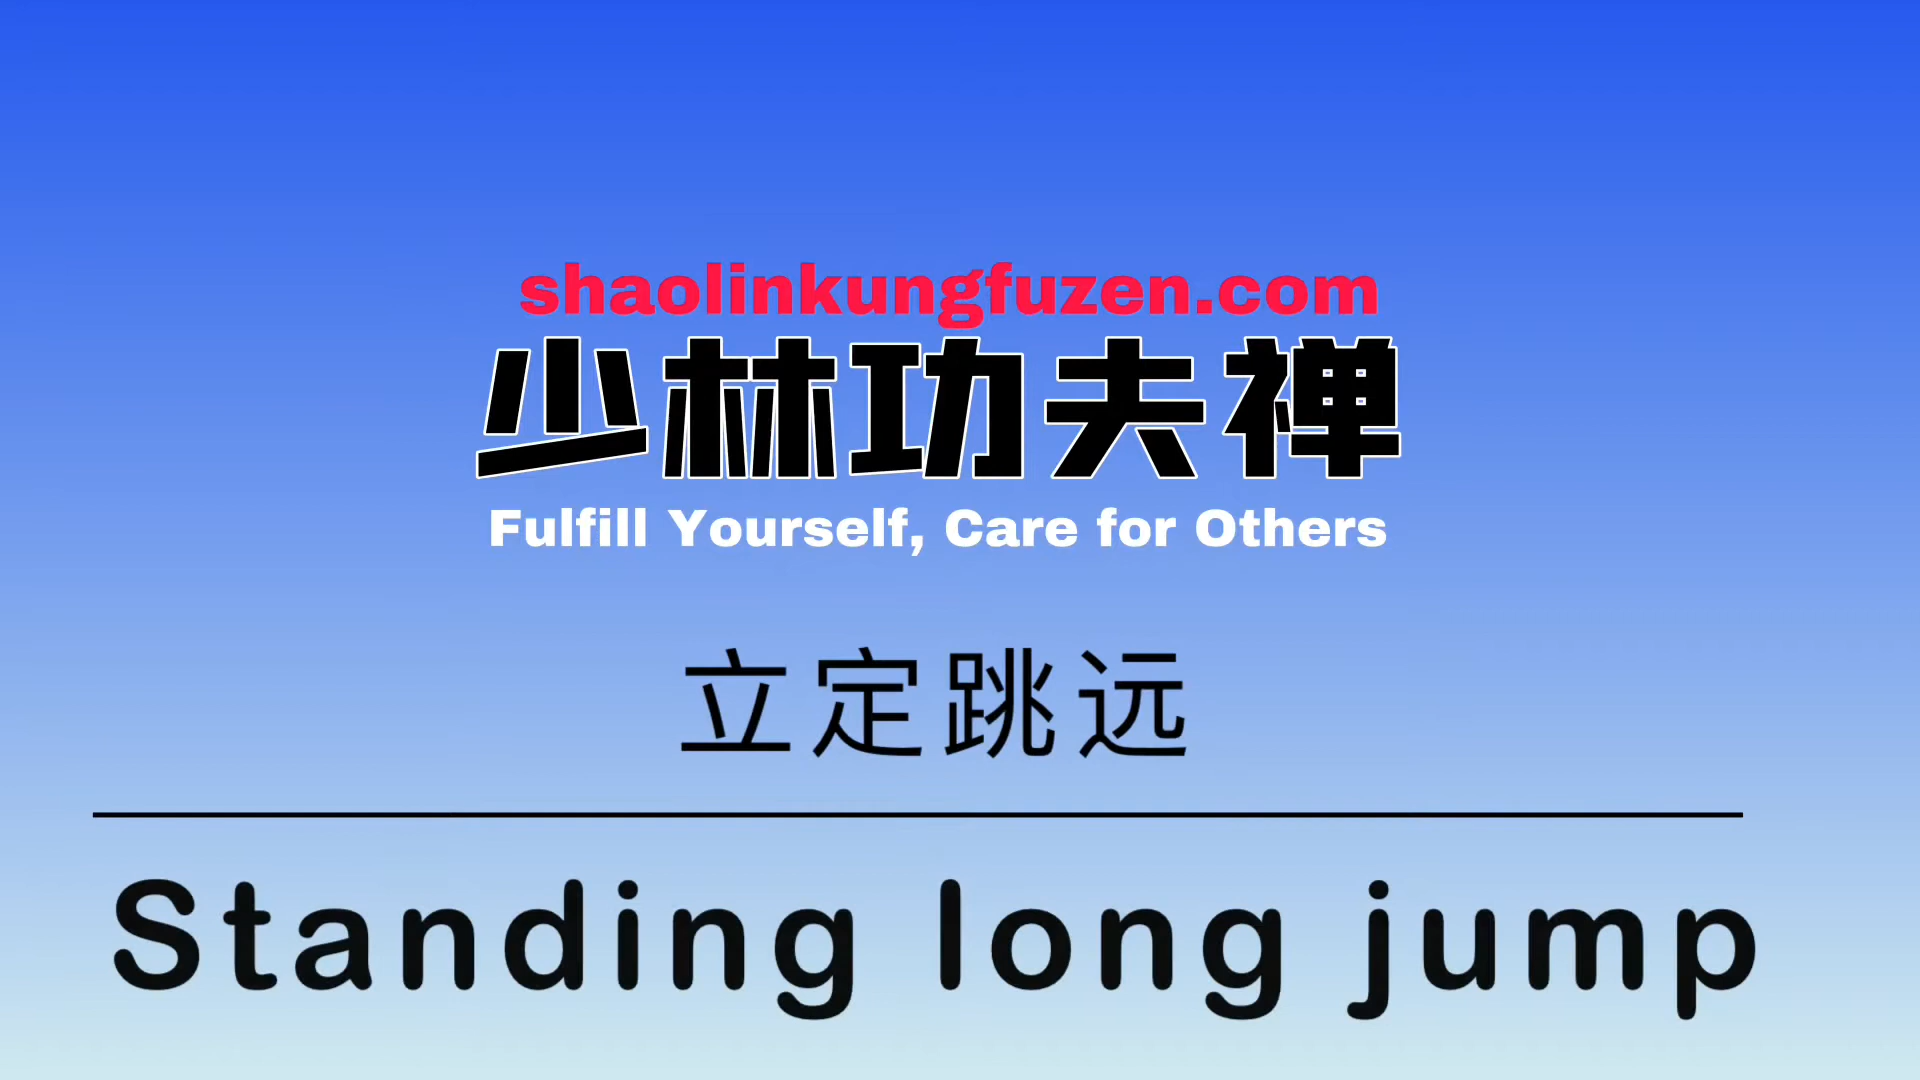 shaolinkungfuzen.com
少林功夫禅
Fulfill Yourself, Care for Others
立定跳远
Standing long jump